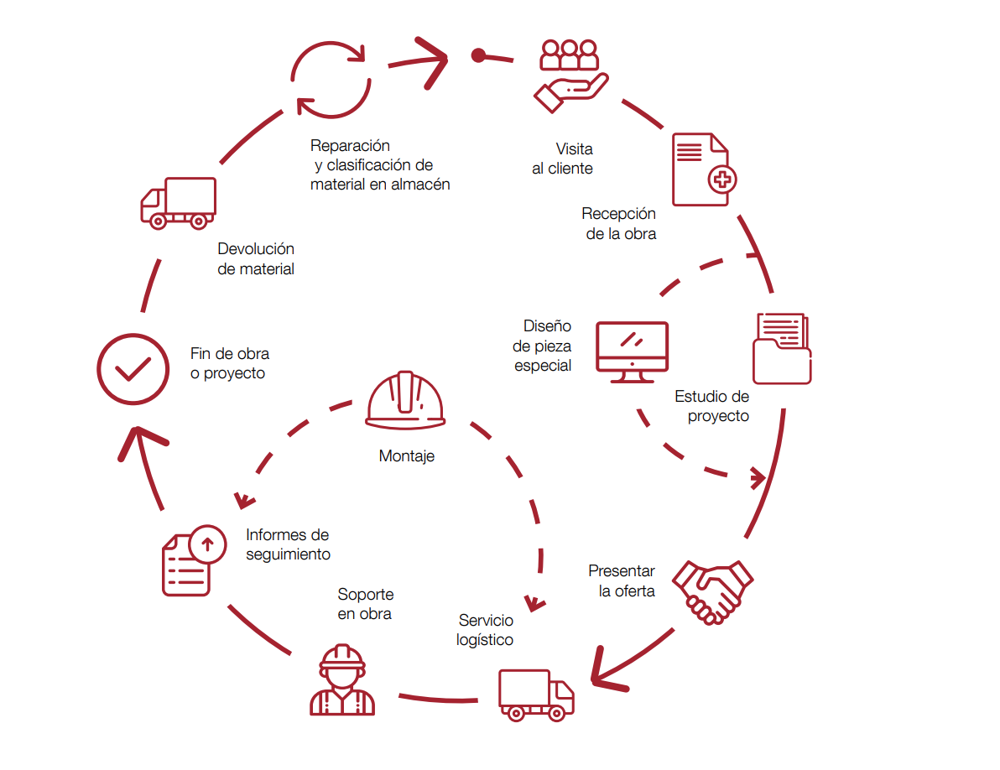 Reparación
y clasificación de
material en almacén
Visita
al cliente
Recepción
de la obra
Devolución
de material
Diseño
de pieza
especial
Fin de obra
o proyecto
Estudio de
proyecto
Montaje
Informes de
seguimiento
Presentar
la oferta
Soporte
en obra
Servicio
logístico